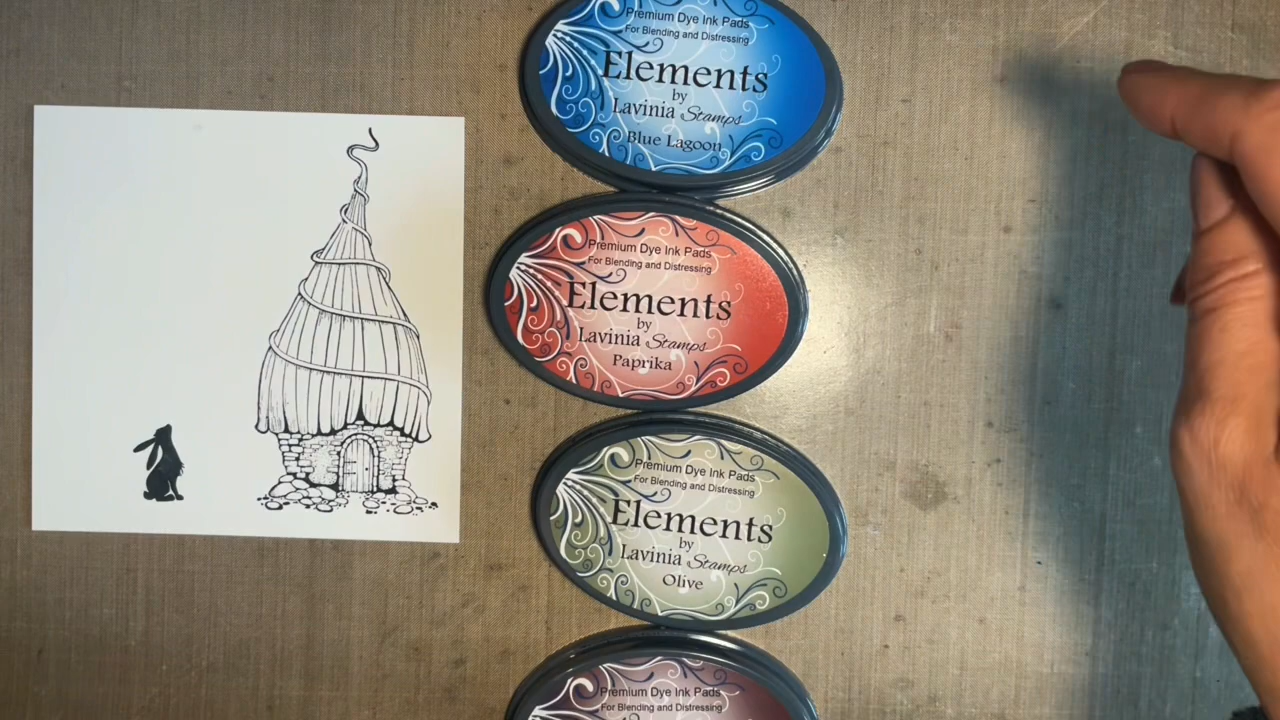 Premium Dye Ink Pads
For Blending and Distressing
Elements
by
Lavinia Stamps
Blue Lagoon
Premium Dye Ink Pads
For Blending and Distressing
Elements
by
Lavinia Stamps
Paprika
Premium Dye Ink Pads
For Blending and Distressing
Elements
by
Lavinia Stamps
Olive
Premium Dye Ink Pads
For Blending and Distressing